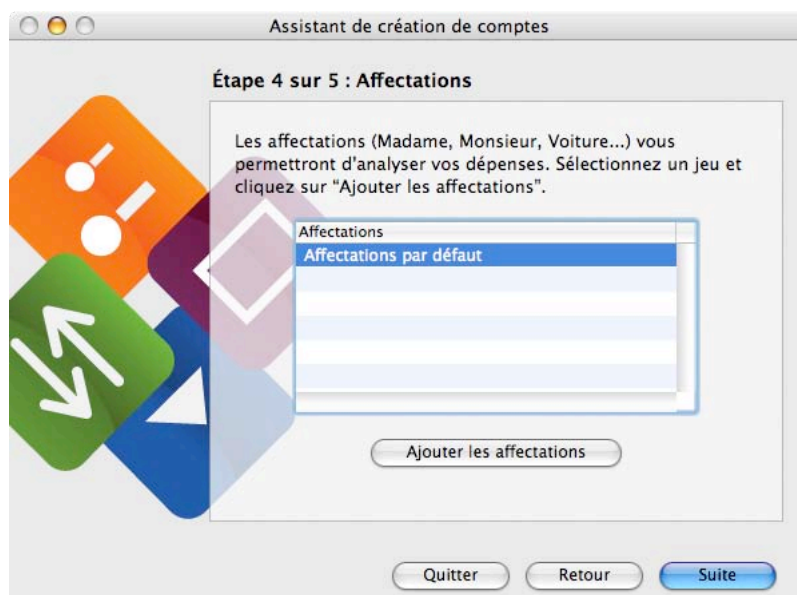 Assistant de création de comptes
Étape 4 sur 5 : Affectations
Les affectations (Madame, Monsieur, Voiture...) vous
permettront d'analyser vos dépenses. Sélectionnez un jeu et
cliquez sur “Ajouter les affectations”.
Affectations
Affectations par défaut
Ajouter les affectations
Quitter Retour Suite